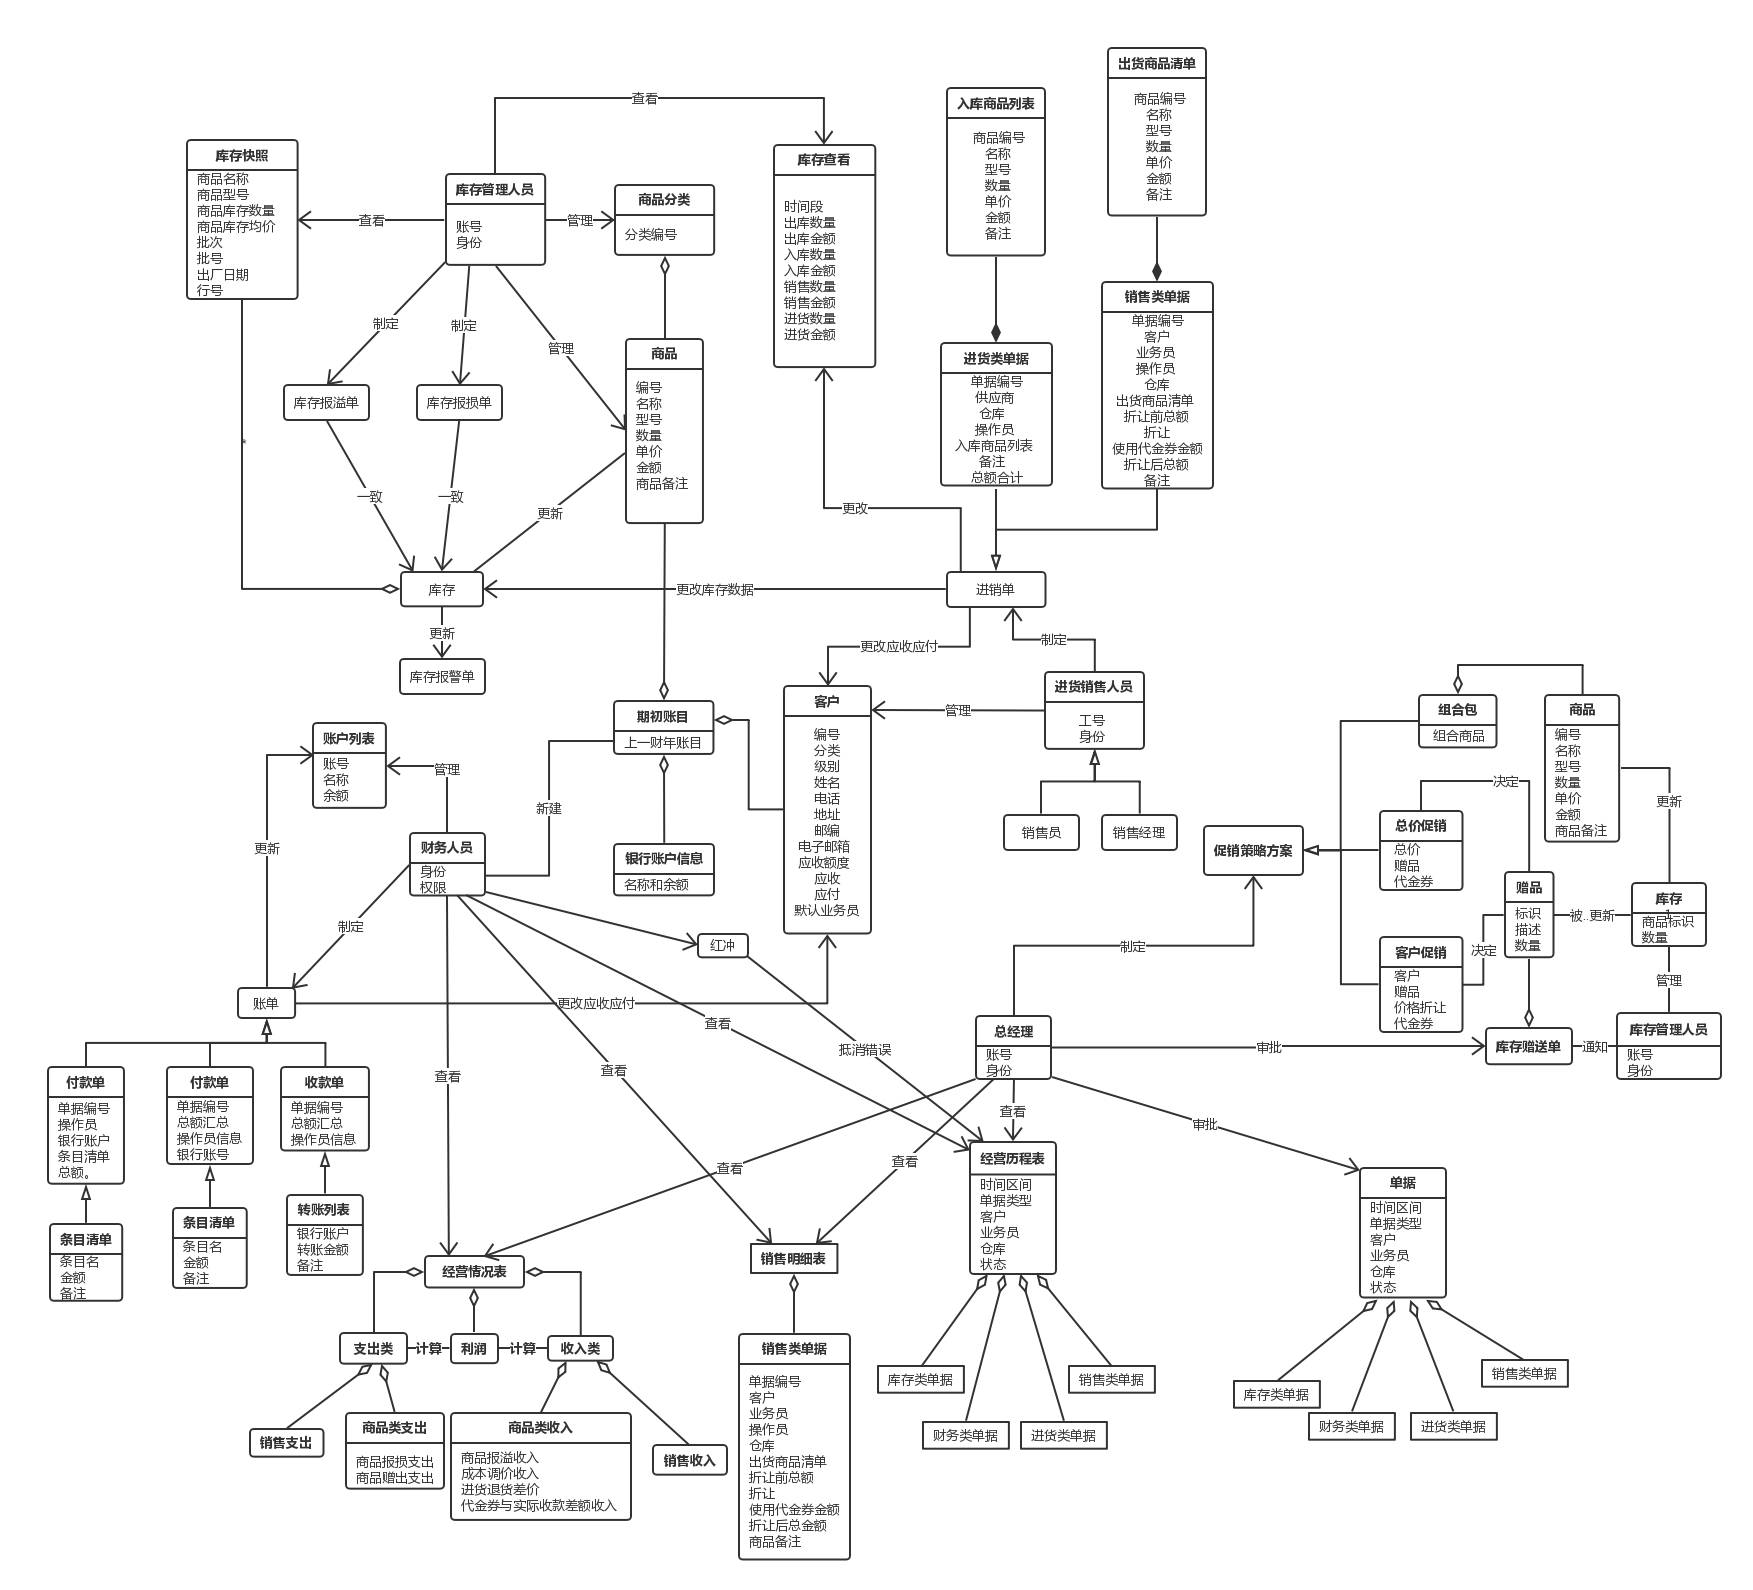 出货商品清单
商品编号
名称
型号
数量
单价
金额
备注
入库商品列表
商品编号
名称
型号
数量
单价
金额
备注
查看
库存快照
商品名称
商品型号
商品库存数量
商品库存均价
批次
批号
出厂日期
行号
查看
库存管理人员
账号
身份
管理
商品分类
分类编号
库存查看
时间段
出库数量
出库金额
入库数量
入库金额
销售数量
销售金额
进货数量
进货金额
销售类单据
单据编号
客户
业务员
操作员
仓库
出货商品清单
折让前总额
折让
使用代金券金额
折让后总额
备注
制定
制定
管理
商品
编号
名称
型号
数量
单价
金额
商品备注
进货类单据
单据编号
供应商
仓库
操作员
入库商品列表
备注
总额合计
库存报溢单
库存报损单
*
一致
一致
更新
更改
库存
更改库存数据
进销单
更新
更改应收应付
制定
库存报警单
期初账目
上一财年账目
客户
编号
分类
级别
姓名
电话
地址
邮编
电子邮箱
应收额度
应收
应付
默认业务员
管理
进货销售人员
工号
身份
组合包
组合商品
商品
编号
名称
型号
数量
单价
金额
商品备注
账户列表
账号
名称
余额
管理
新建
决定
更新
销售员
销售经理
促销策略方案
总价促销
总价
赠品
代金券
更新
财务人员
身份
权限
银行账户信息
名称和余额
赠品
标识
描述
数量
被..更新
库存
商品标识
数量
制定
红冲
制定
客户促销
客户
赠品
价格折让
代金券
决定
管理
账单
更改应收应付
查看
抵消错误
总经理
账号
身份
审批
库存赠送单
通知
库存管理人员
账号
身份
付款单
单据编号
操作员
银行账户
条目清单
总额。
付款单
单据编号
总额汇总
操作员信息
银行账号
收款单
单据编号
总额汇总
操作员信息
查看
查看
查看
审批
查看
查看
经营历程表
时间区间
单据类型
客户
业务员
仓库
状态
单据
时间区间
单据类型
客户
业务员
仓库
状态
条目清单
条目名
金额
备注
条目清单
条目名
金额
备注
转账列表
银行账户
转账金额
备注
经营情况表
销售明细表
支出类
计算
利润
计算
收入类
销售类单据
单据编号
客户
业务员
操作员
仓库
出货商品清单
折让前总额
折让
使用代金券金额
折让后总金额
商品备注
库存类单据
销售类单据
财务类单据
进货类单据
库存类单据
销售类单据
财务类单据
进货类单据
销售支出
商品类支出
商品报损支出
商品赠出支出
商品类收入
商品报溢收入
成本调价收入
进货退货差价
代金券与实际收款差额收入
销售收入